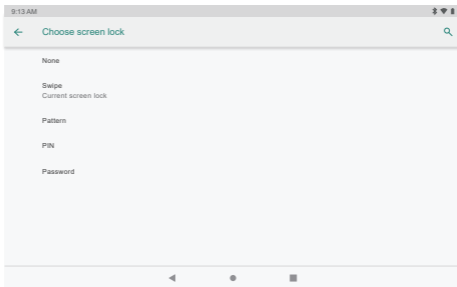 9:13 AM
Choose screen lock
None
Swipe
Current screen lock
Pattern
PIN
Password